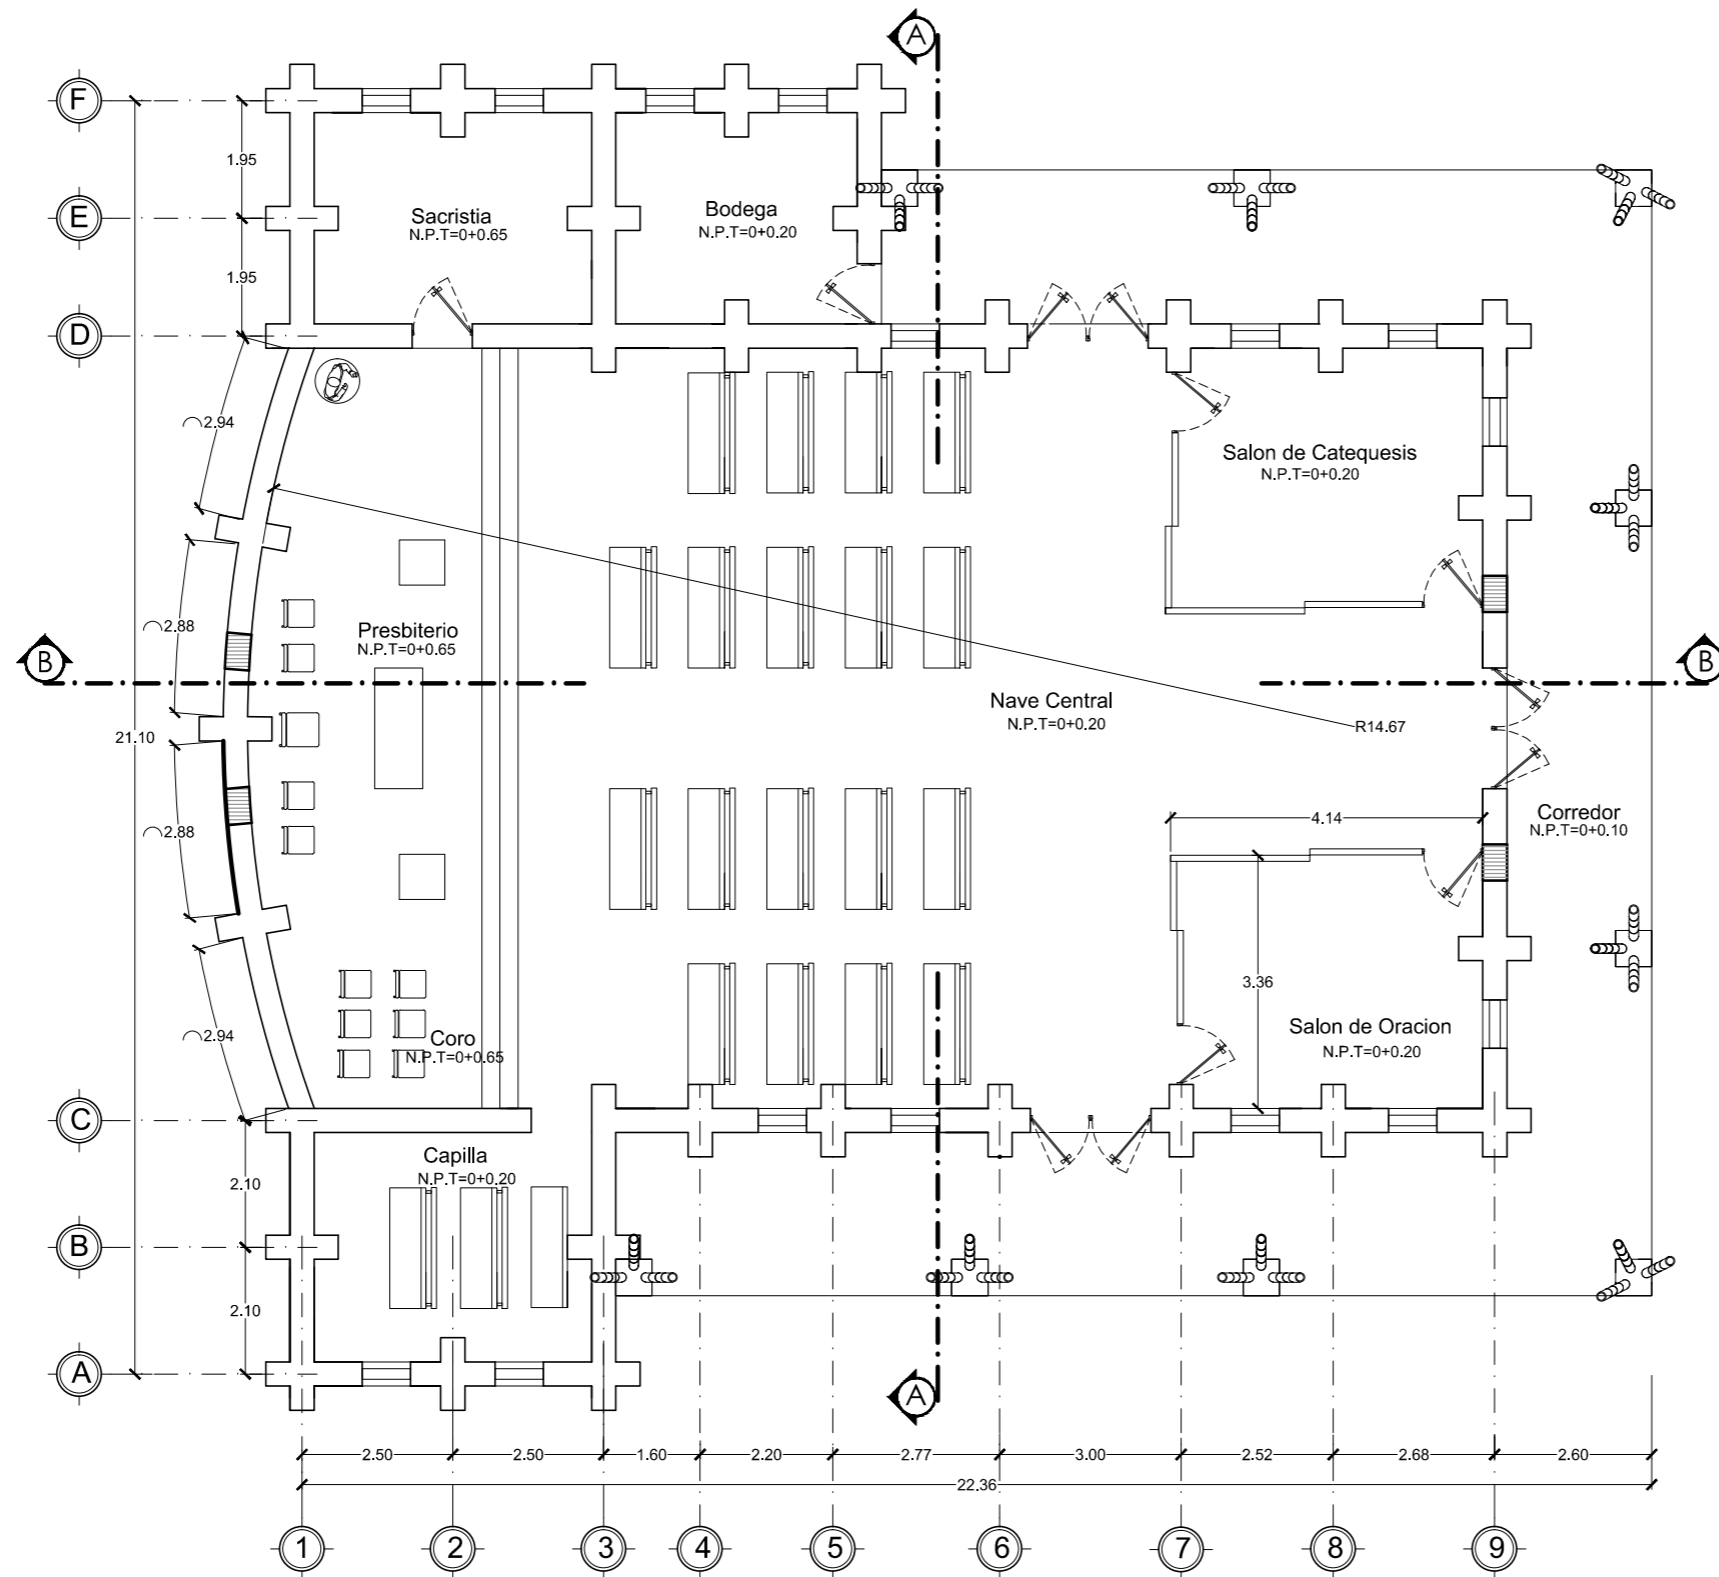 A
F
1.95
E
Sacristia
N.P.T=0+0.65
Bodega
N.P.T=0+0.20
1.95
D
2.94
Salon de Catequesis
N.P.T=0+0.20
2.88
Presbiterio
N.P.T=0+0.65
B
B
Nave Central
N.P.T=0+0.20
R14.67
21.10
4.14
Corredor
N.P.T=0+0.10
2.88
3.36
2.94
Coro
N.P.T=0+0.65
Salon de Oracion
N.P.T=0+0.20
C
Capilla
N.P.T=0+0.20
2.10
B
2.10
A
A
2.50
2.50
1.60
2.20
2.77
3.00
2.52
2.68
2.60
22.36
1
2
3
4
5
6
7
8
9